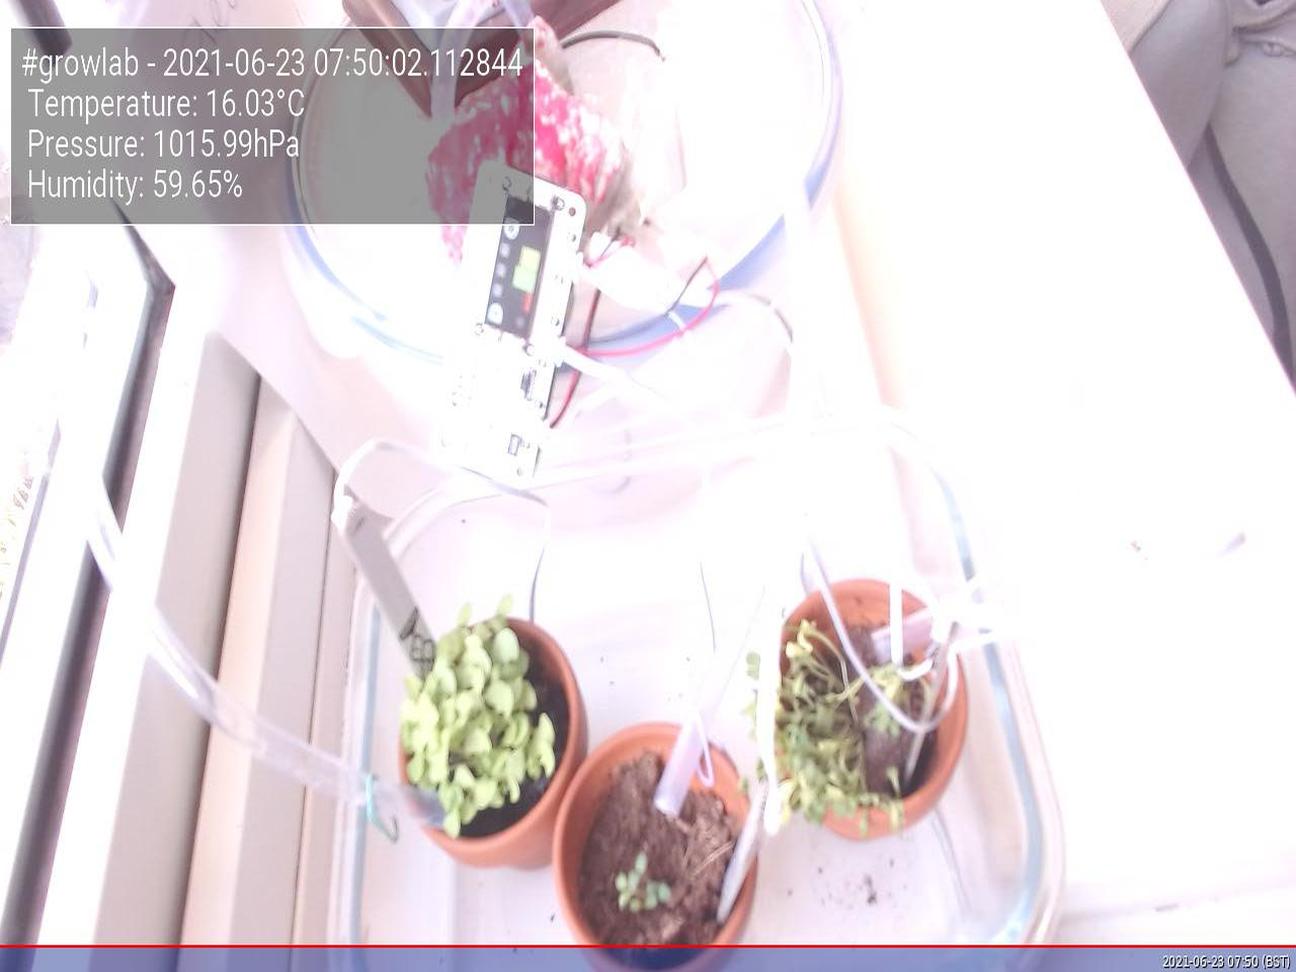 #growlab - 2021-06-23 07:50:02.112844
Temperature: 16.03°C
Pressure: 1015.99hPa
Humidity: 59.65%
2021-06-23 07:50 (BST)